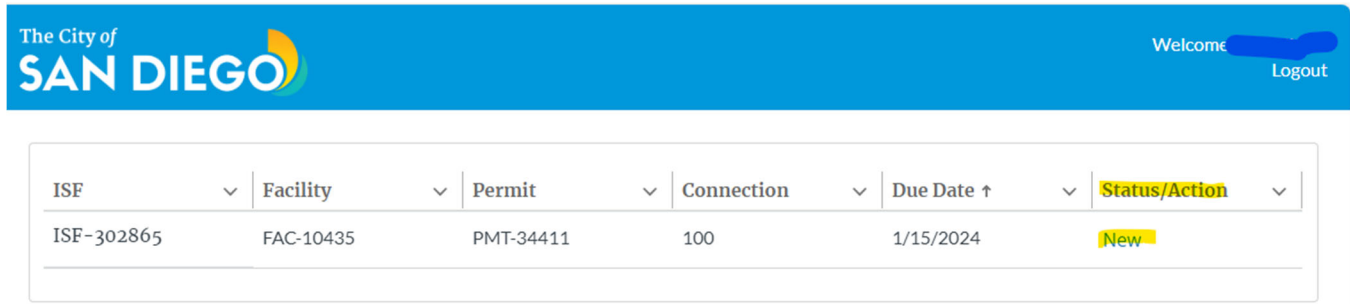 The City of
SAN DIEGO
Welcome
Logout
ISF Facility Permit Connection Due Date ↑ Status/Action
ISF-302865 FAC-10435 PMT-34411 100 1/15/2024 New